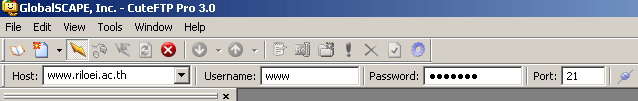 GlobalSCAPE, Inc. - CuteFTP Pro 3.0
File Edit View Tools Window Help
Host: www.riloei.ac.th Username: www Password: ●●●●●●● Port: 21